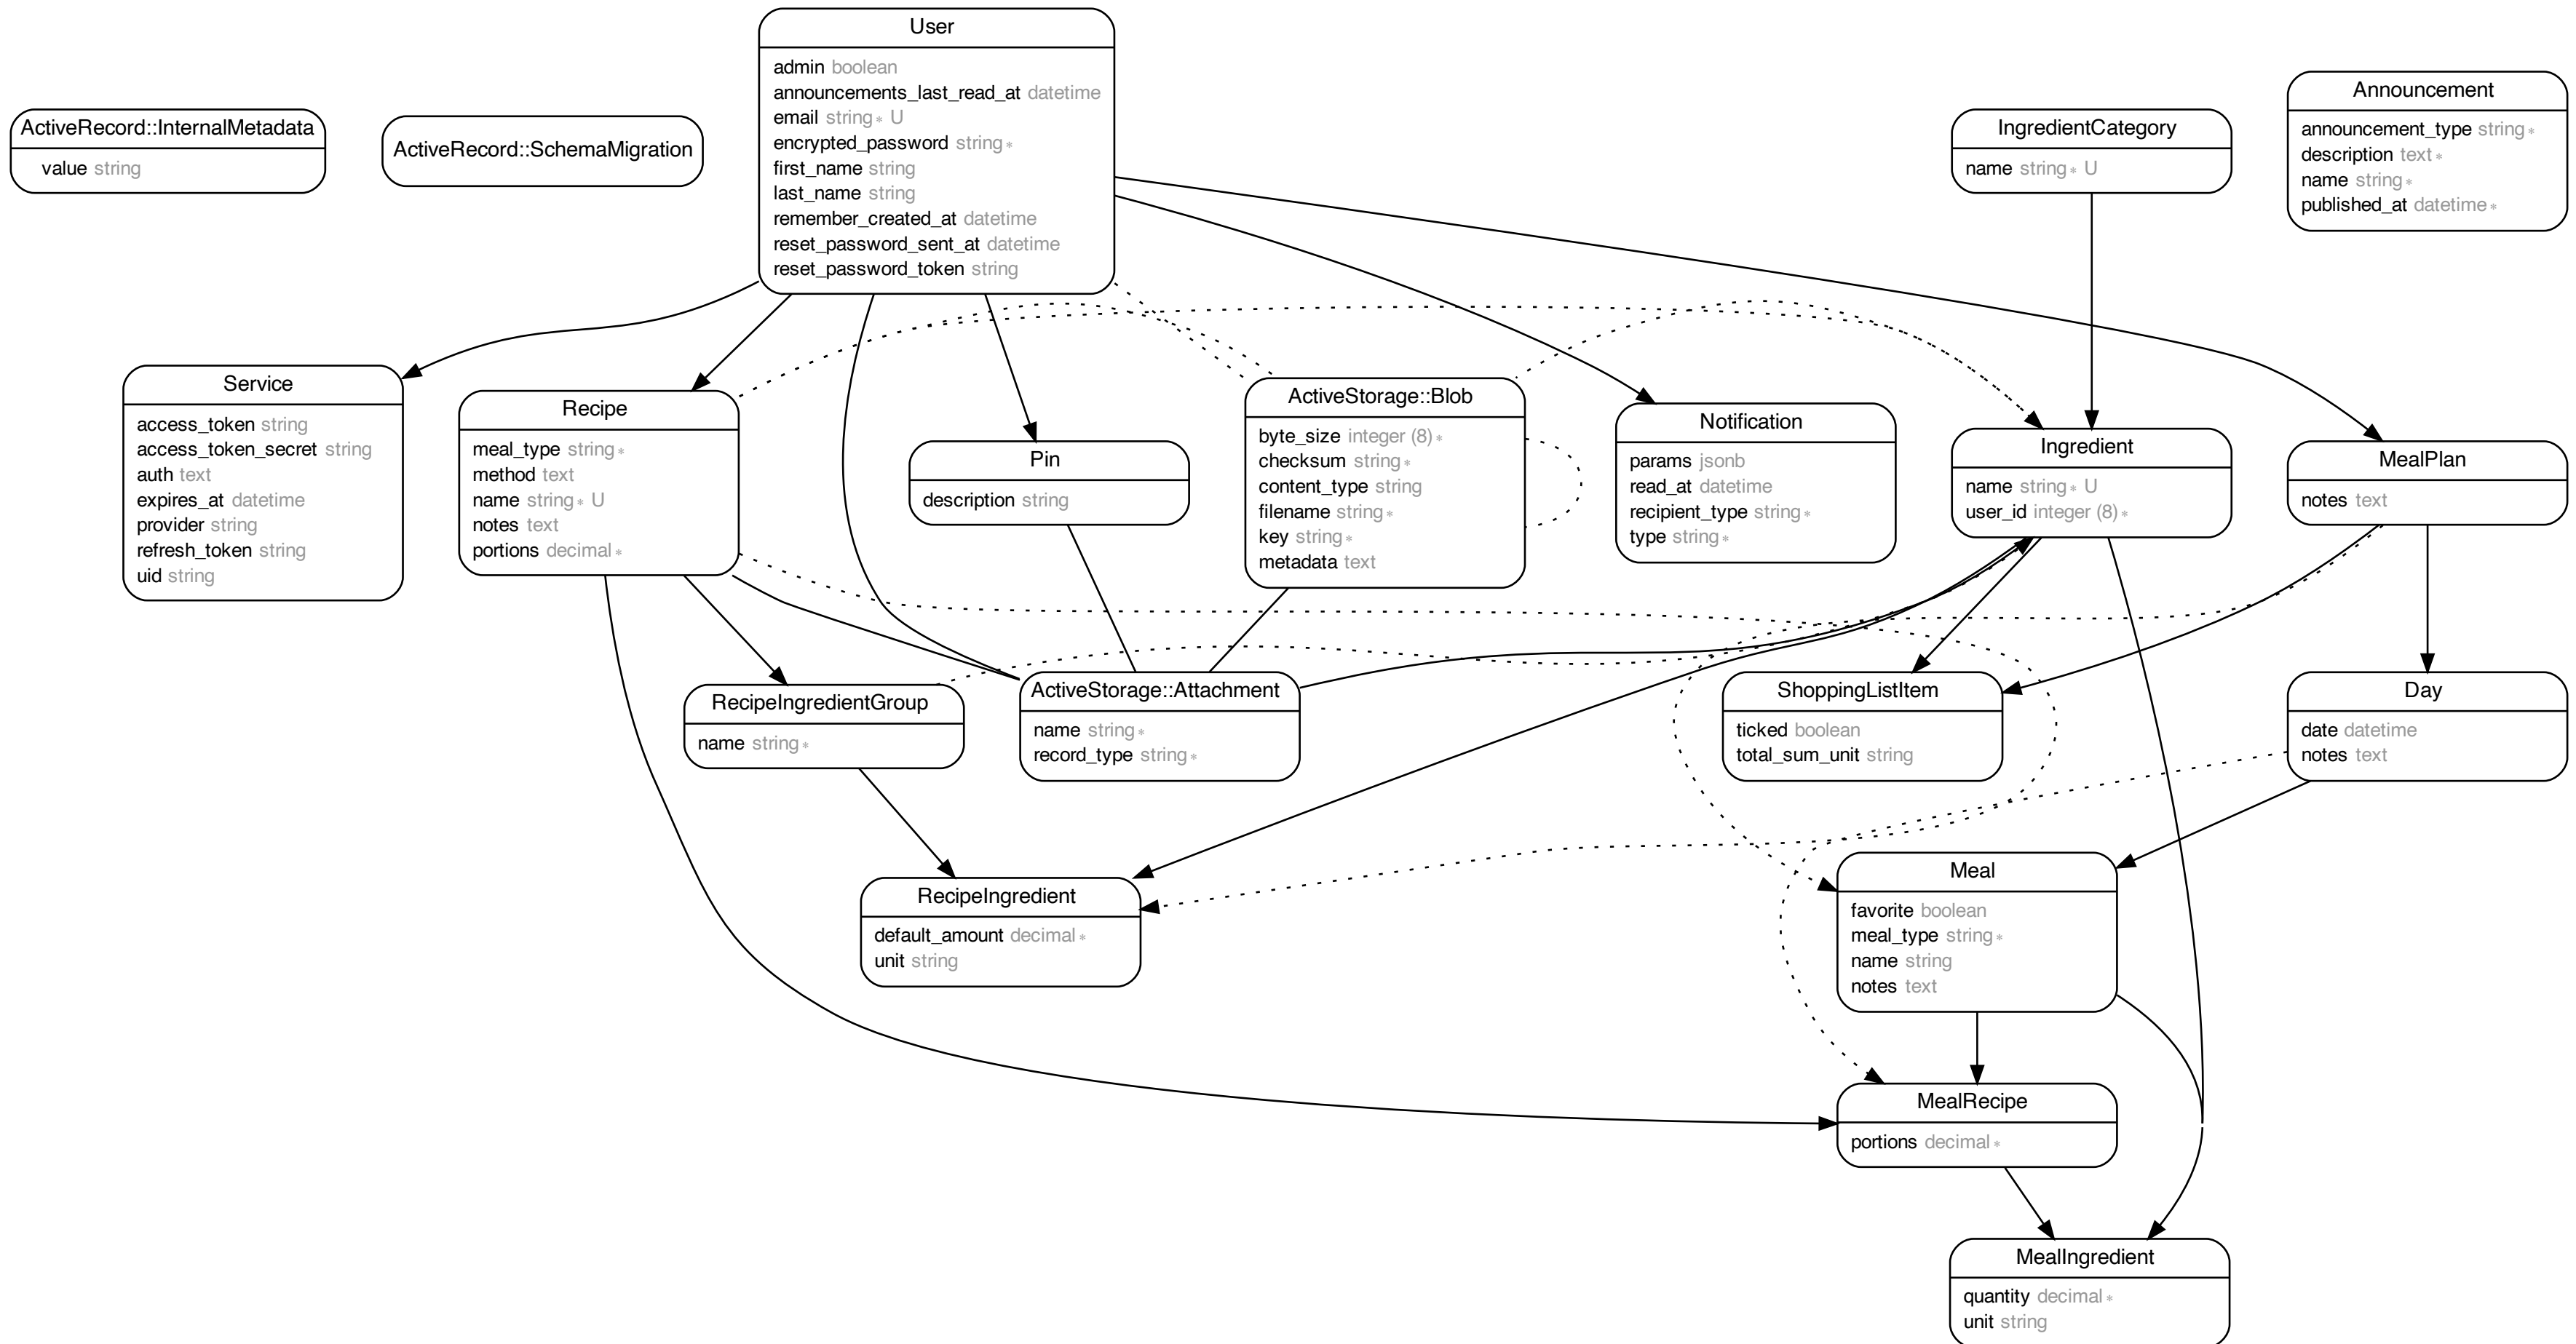 User
admin boolean
announcements_last_read_at datetime
email string∗ U
encrypted_password string∗
first_name string
last_name string
remember_created_at datetime
reset_password_sent_at datetime
reset_password_token string
ActiveRecord::InternalMetadata
value string
ActiveRecord::SchemaMigration
IngredientCategory
name string∗ U
Announcement
announcement_type string∗
description text∗
name string∗
published_at datetime∗
Service
access_token string
access_token_secret string
auth text
expires_at datetime
provider string
refresh_token string
uid string
Recipe
meal_type string∗
method text
name string∗ U
notes text
portions decimal∗
Pin
description string
ActiveStorage::Blob
byte_size integer (8)∗
checksum string∗
content_type string
filename string∗
key string∗
metadata text
Notification
params jsonb
read_at datetime
recipient_type string∗
type string∗
Ingredient
name string∗ U
user_id integer (8)∗
MealPlan
notes text
RecipeIngredientGroup
name string∗
ActiveStorage::Attachment
name string∗
record_type string∗
ShoppingListItem
ticked boolean
total_sum_unit string
Day
date datetime
notes text
RecipeIngredient
default_amount decimal∗
unit string
Meal
favorite boolean
meal_type string∗
name string
notes text
MealRecipe
portions decimal∗
MealIngredient
quantity decimal∗
unit string